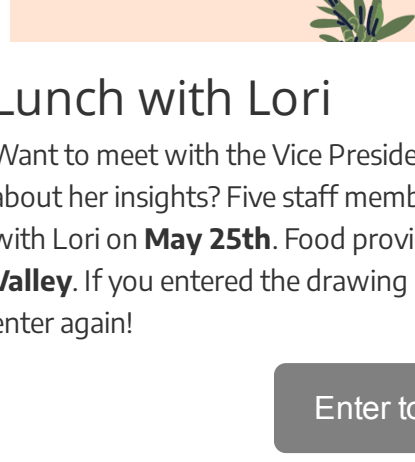 Lunch with Lori
Want to meet with the Vice Preside
about her insights? Five staff memb
with Lori on May 25th. Food provi
Valley. If you entered the drawing
enter again!
Enter to